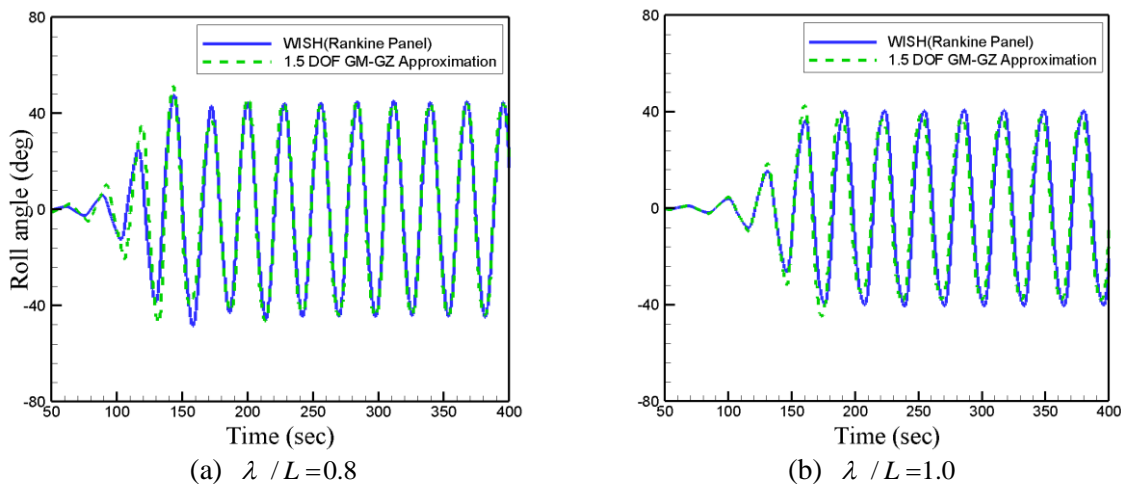 80
WISH(Rankine Panel)
1.5 DOF GM-GZ Approximation
40
Roll angle (deg)
0
-40
-80
50 100 150 200 250 300 350 400
Time (sec)
(a) λ /L=0.8
80
WISH(Rankine Panel)
1.5 DOF GM-GZ Approximation
40
0
-40
-80
50 100 150 200 250 300 350 400
Time (sec)
(b) λ /L=1.0